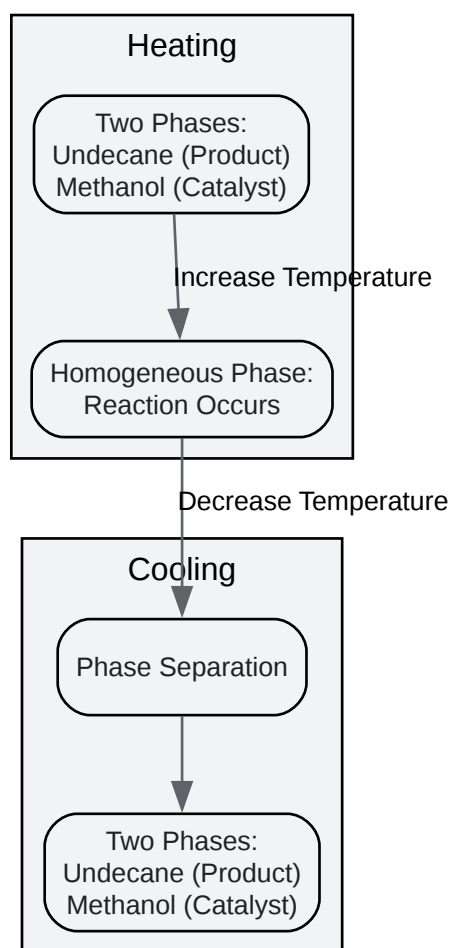 Heating
Two Phases:
Undecane (Product)
Methanol (Catalyst)
Increase Temperature
Homogeneous Phase:
Reaction Occurs
Decrease Temperature
Cooling
Phase Separation
Two Phases:
Undecane (Product)
Methanol (Catalyst)